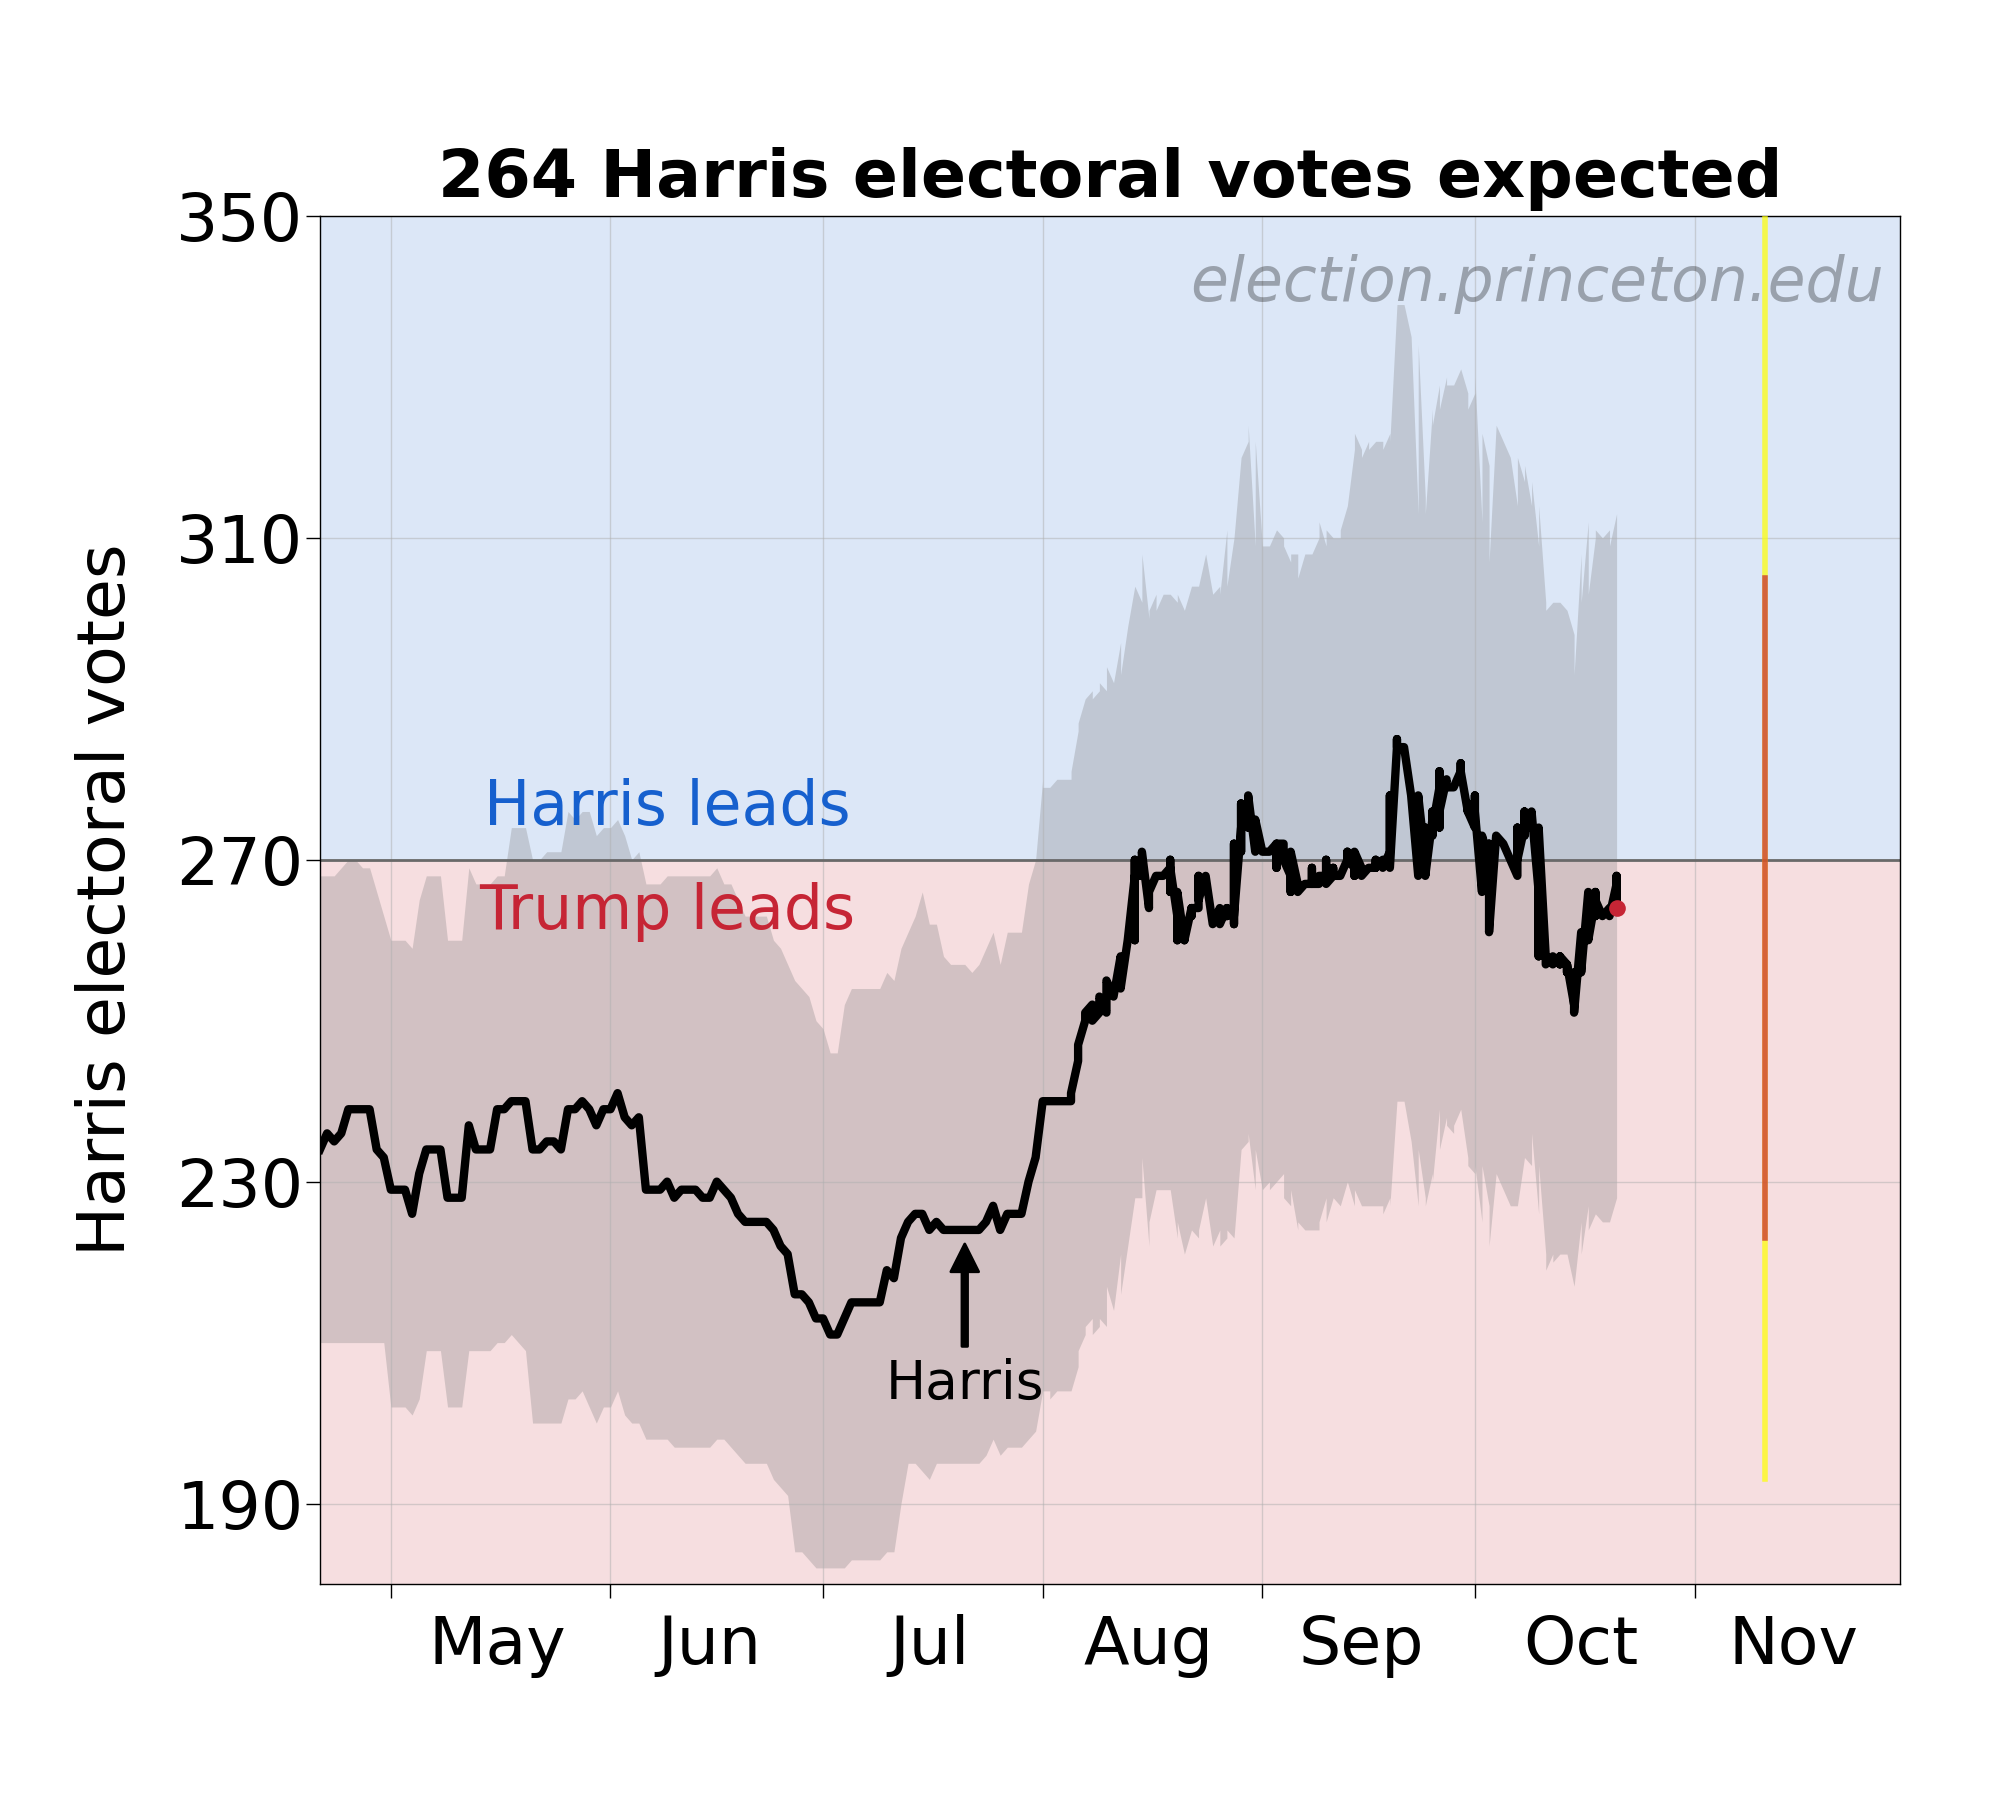 264 Harris electoral votes expected
election.princeton.edu
350
310
270
230
190
Harris electoral votes
Harris leads
Trump leads
Harris
May Jun Jul Aug Sep Oct Nov